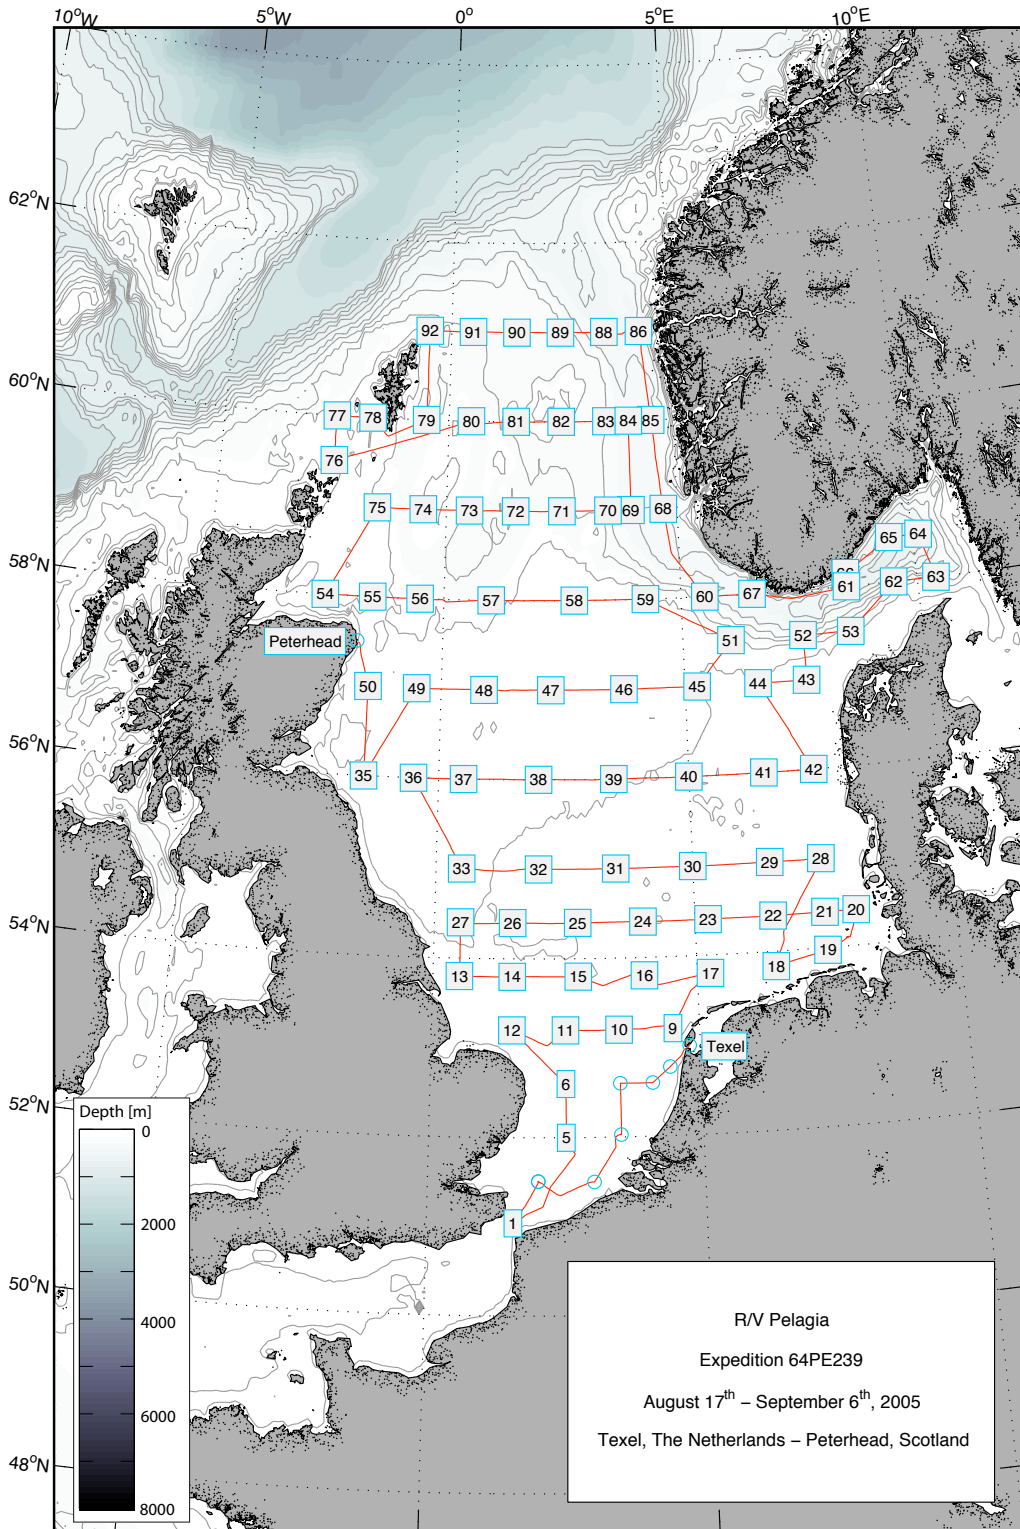 10°W 5°W 0° 5°E 10°E
62°N
92 91 90 89 88 86
60°N
77 78 79 80 81 82 83 84 85
76
75 74 73 72 71 70 69 68
58°N
65 64
66
54 55 56 57 58 59 60 67 61 62 63
Peterhead
51 52 53
50 49 48 47 46 45 44 43
56°N
35 36 37 38 39 40 41 42
33 32 31 30 29 28
54°N
27 26 25 24 23 22 21 20
19
13 14 15 16 17 18
12 11 10 9
Texel
52°N
6
5
1
Depth [m]
0
2000
4000
6000
8000
50°N
48°N
R/V Pelagia
Expedition 64PE239
August 17th – September 6th, 2005
Texel, The Netherlands – Peterhead, Scotland